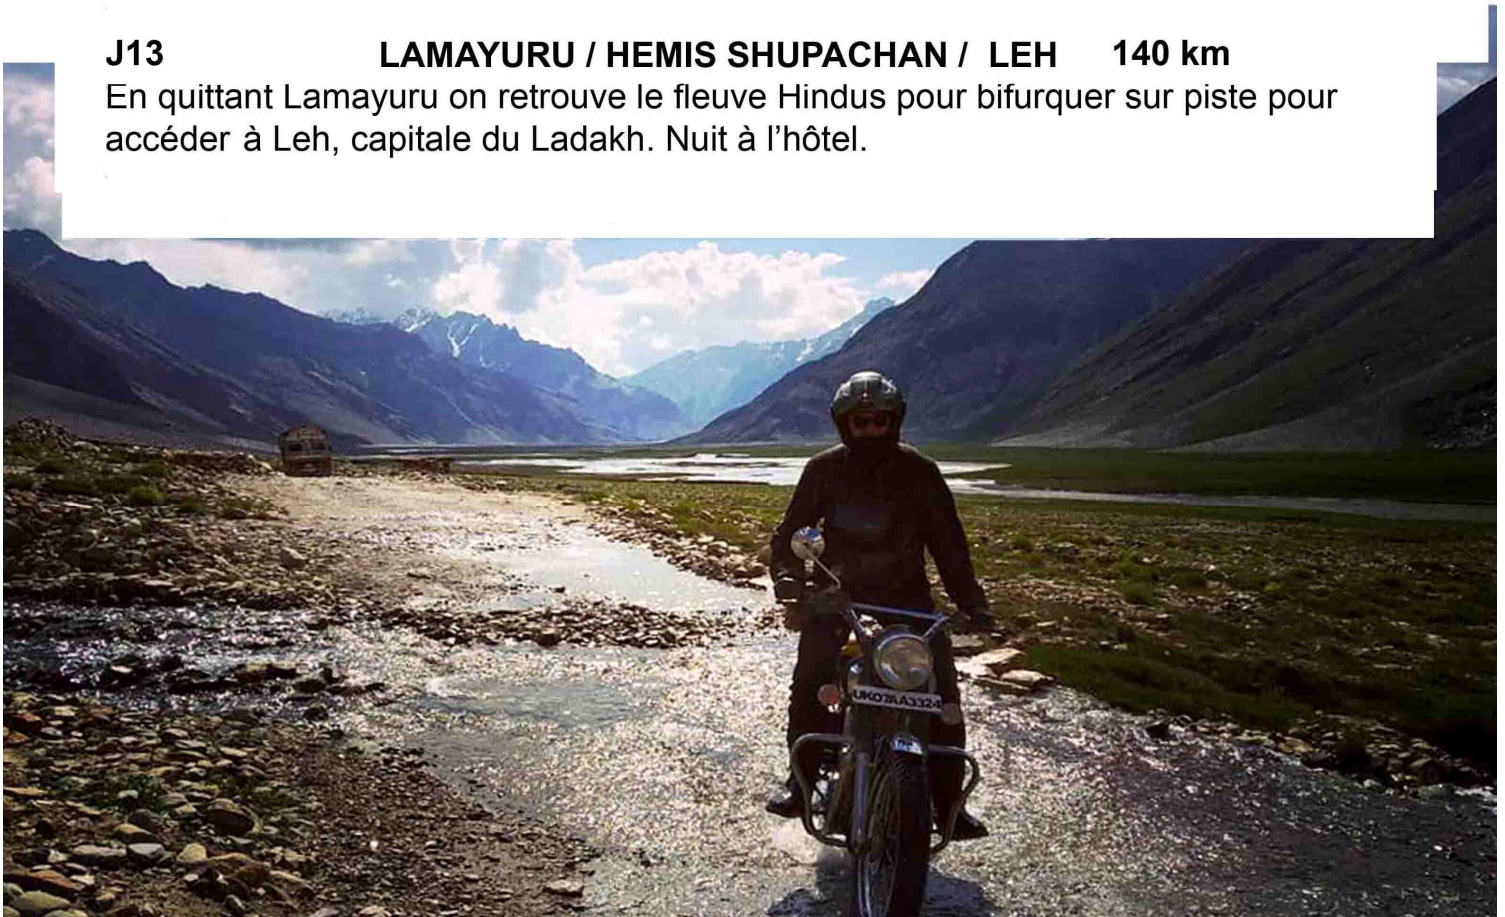 J13 LAMAYURU / HEMIS SHUPACHAN / LEH 140 km
En quittant Lamayuru on retrouve le fleuve Hindus pour bifurquer sur piste pour
accéder à Leh, capitale du Ladakh. Nuit à l’hôtel.
UK07AA3324